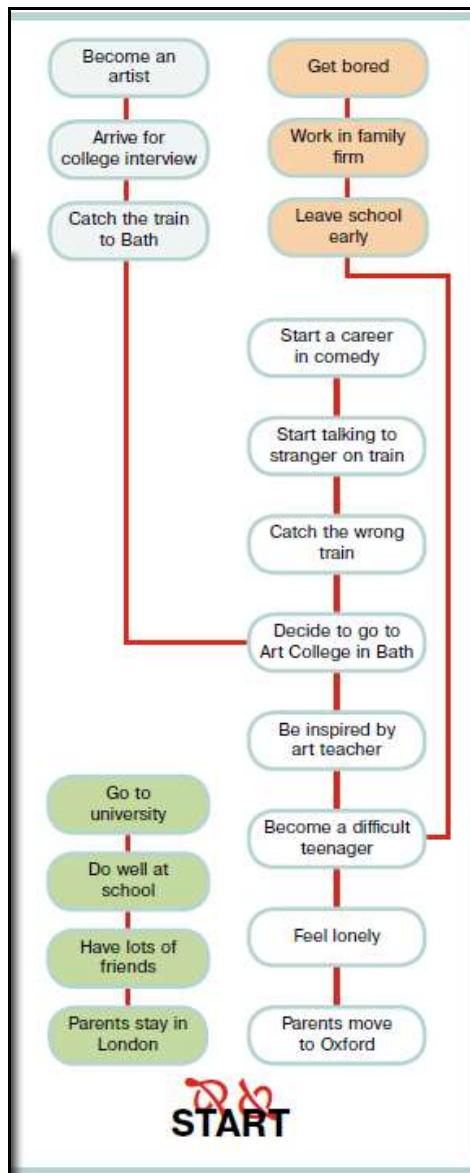 Become an
artist
Arrive for
college interview
Catch the train
to Bath
Get bored
Work in family
firm
Leave school
early
Start a career
in comedy
Start talking to
stranger on train
Catch the wrong
train
Decide to go to
Art College in Bath
Be inspired by
art teacher
Become a difficult
teenager
Feel lonely
Parents move
to Oxford
Go to
university
Do well at
school
Have lots of
friends
Parents stay in
London
START